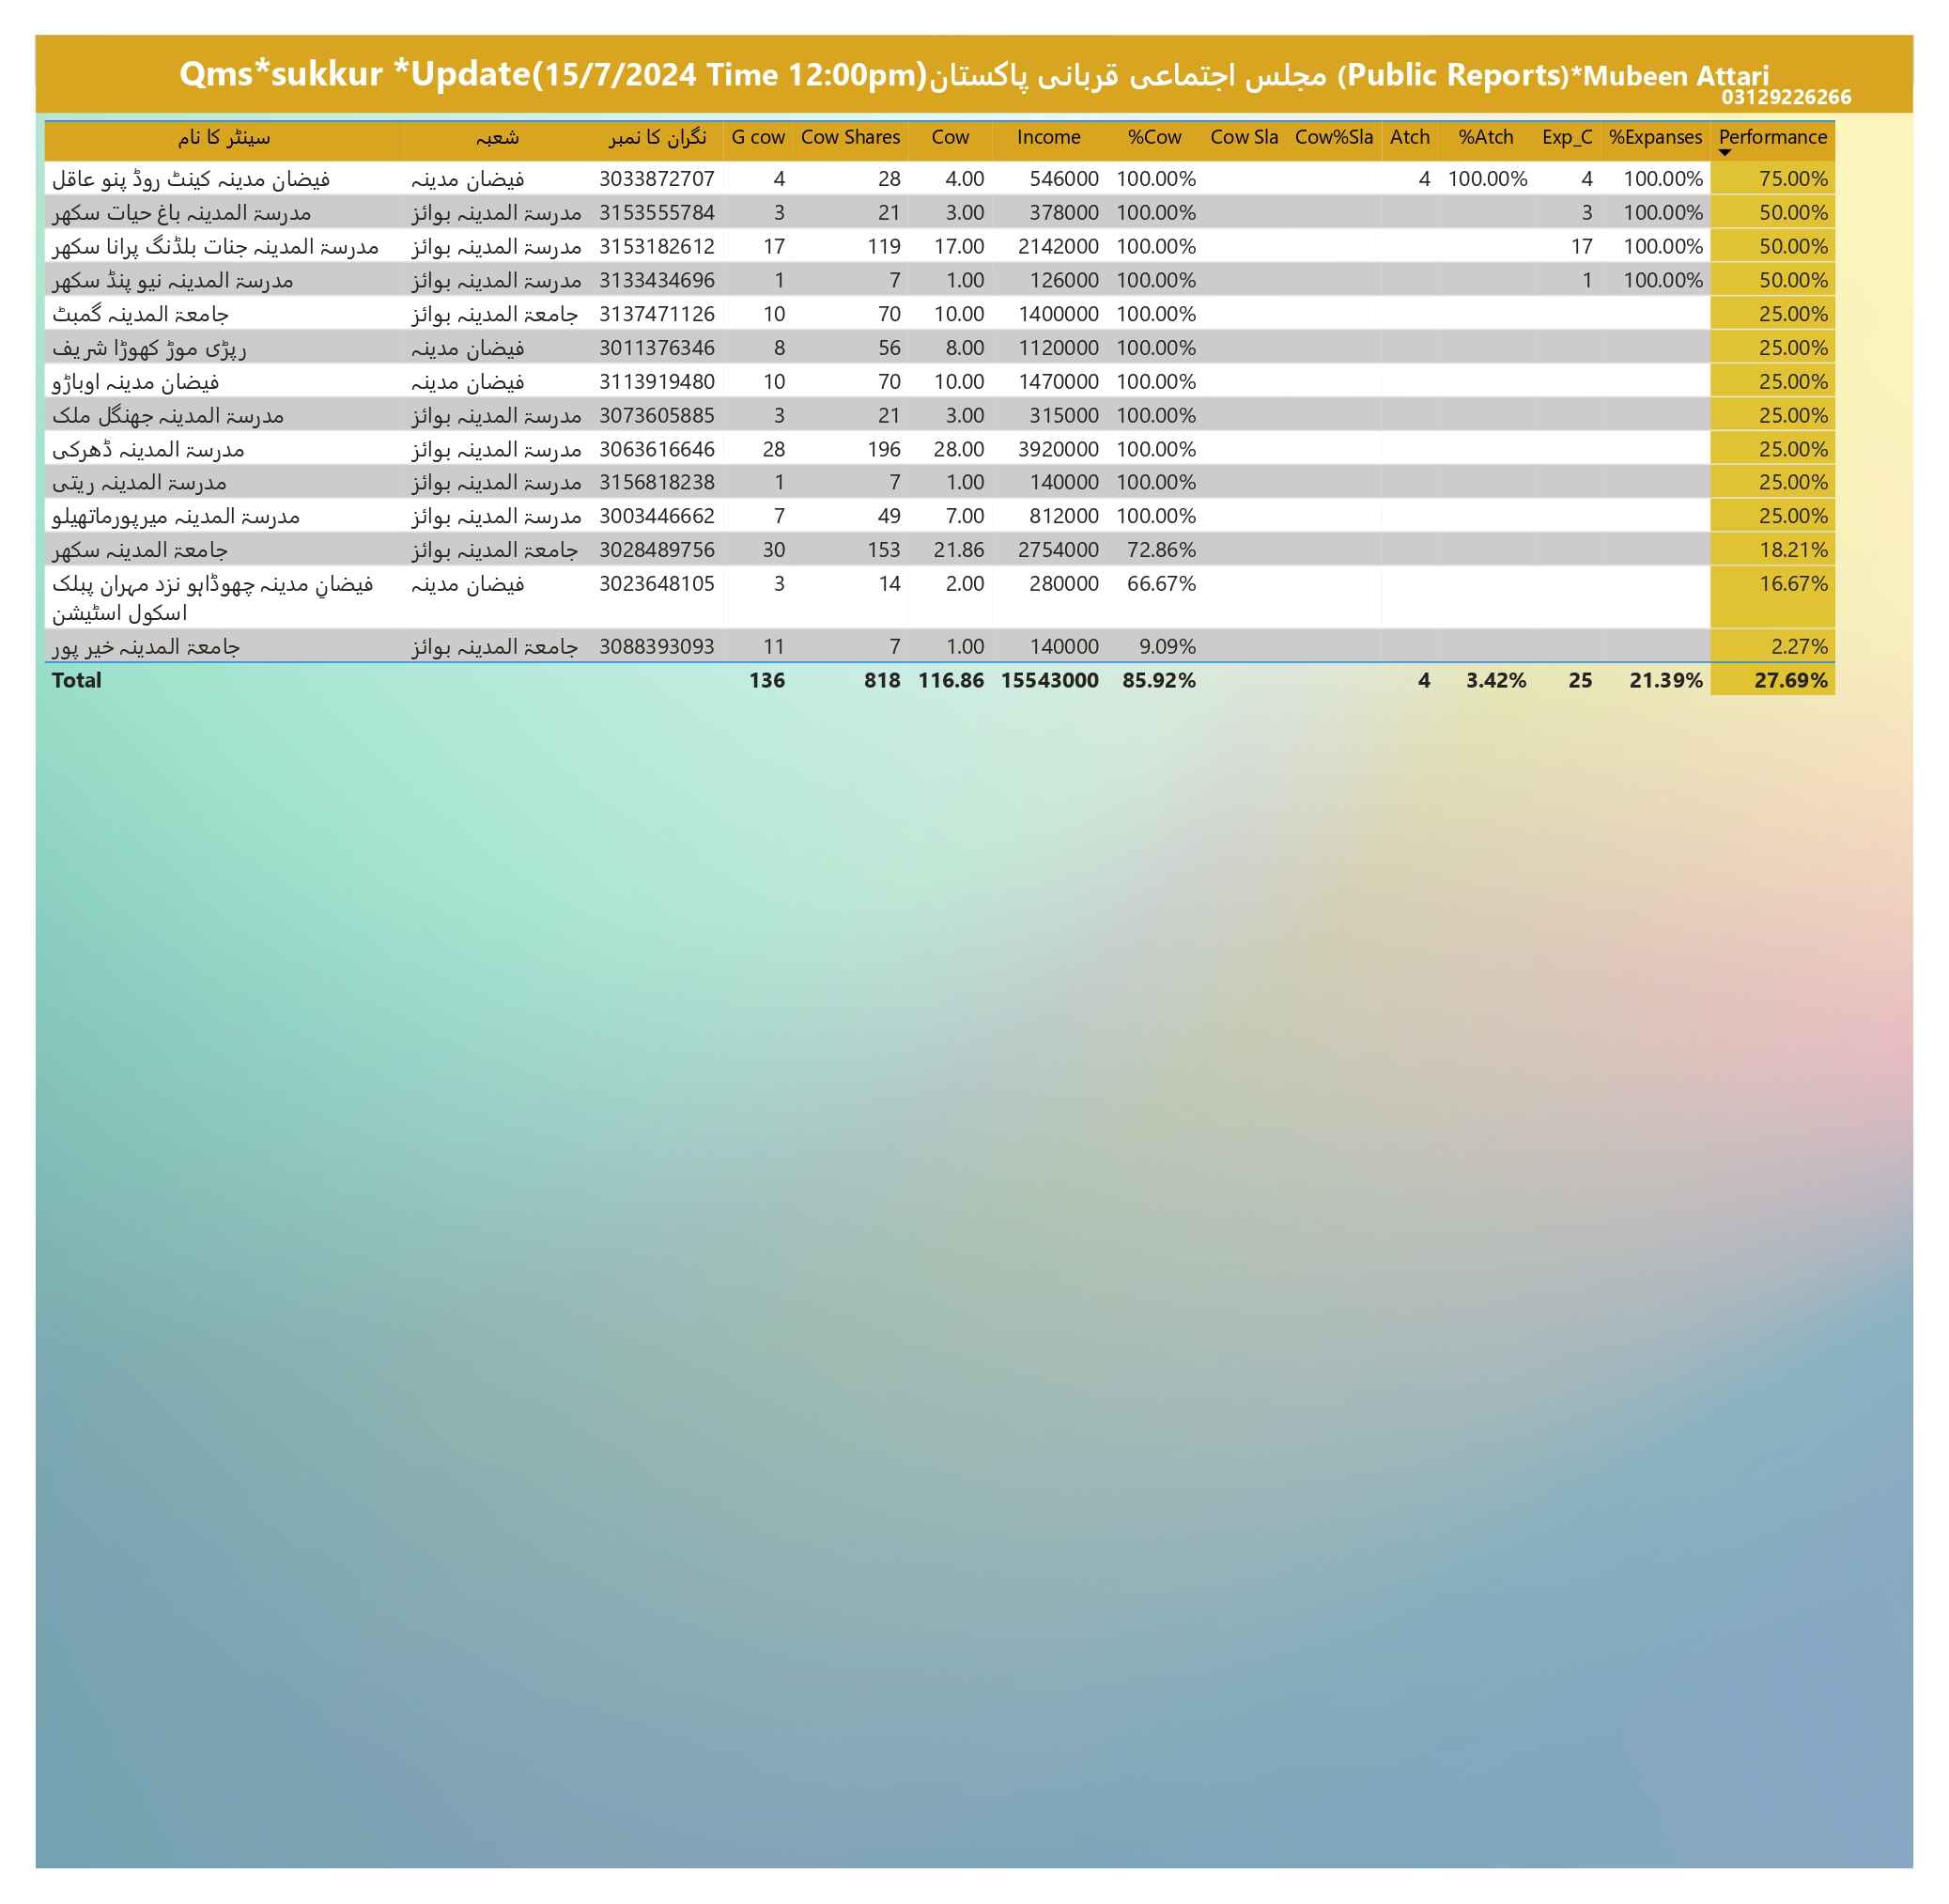 Qms*sukkur *Update(15/7/2024 Time 12:00pm)مجلس اجتماعی قربانی پاکستان (Public Reports)*Mubeen Attari
03129226266
سینٹر کا نام شعبہ نگران کا نمبر G cow Cow Shares Cow Income %Cow Cow Sla Cow%Sla Atch %Atch Exp_C %Expanses Performance
فیضان مدینہ کینٹ روڈ پنو عاقل فیضان مدینہ 3033872707 4 28 4.00 546000 100.00% 4 100.00% 4 100.00% 75.00%
مدرسۃ المدینہ باغ حیات سکھر مدرسۃ المدینہ بوائز 3153555784 3 21 3.00 378000 100.00% 3 100.00% 50.00%
مدرسۃ المدینہ جنات بلڈنگ پرانا سکھر مدرسۃ المدینہ بوائز 3153182612 17 119 17.00 2142000 100.00% 17 100.00% 50.00%
مدرسۃ المدینہ نیو پنڈ سکھر مدرسۃ المدینہ بوائز 3133434696 1 7 1.00 126000 100.00% 1 100.00% 50.00%
جامعۃ المدینہ گمبٹ جامعۃ المدینہ بوائز 3137471126 10 70 10.00 1400000 100.00% 25.00%
رپڑی موڑ کھوڑا شریف فیضان مدینہ 3011376346 8 56 8.00 1120000 100.00% 25.00%
فیضان مدینہ اوباڑو فیضان مدینہ 3113919480 10 70 10.00 1470000 100.00% 25.00%
مدرسۃ المدینہ جھنگل ملک مدرسۃ المدینہ بوائز 3073605885 3 21 3.00 315000 100.00% 25.00%
مدرسۃ المدینہ ڈھرکی مدرسۃ المدینہ بوائز 3063616646 28 196 28.00 3920000 100.00% 25.00%
مدرسۃ المدینہ ریتی مدرسۃ المدینہ بوائز 3156818238 1 7 1.00 140000 100.00% 25.00%
مدرسۃ المدینہ میرپورماتھیلو مدرسۃ المدینہ بوائز 3003446662 7 49 7.00 812000 100.00% 25.00%
جامعۃ المدینہ سکھر جامعۃ المدینہ بوائز 3028489756 30 153 21.86 2754000 72.86% 18.21%
فیضانِ مدینہ چھوڈاہو نزد مہران پبلک فیضان مدینہ 3023648105 3 14 2.00 280000 66.67% 16.67%
اسکول اسٹیشن
جامعۃ المدینہ خیر پور جامعۃ المدینہ بوائز 3088393093 11 7 1.00 140000 9.09% 2.27%
Total 136 818 116.86 15543000 85.92% 4 3.42% 25 21.39% 27.69%